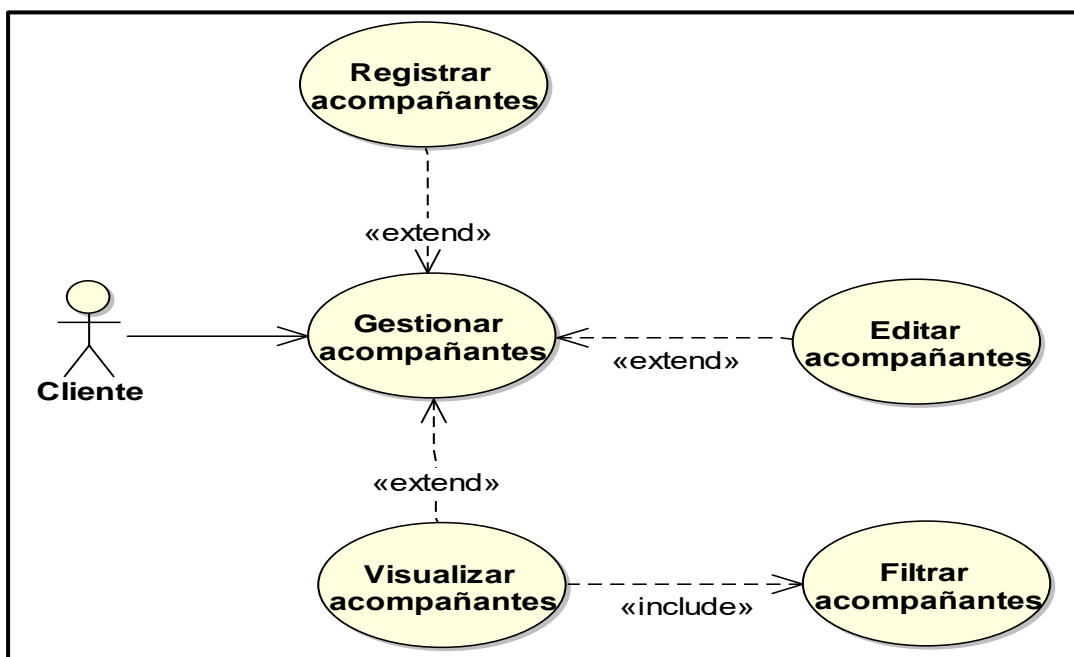 Registrar
acompañantes
«extend»
Cliente
Gestionar
acompañantes
«extend»
Editar
acompañantes
«extend»
Visualizar
acompañantes
«include»
Filtrar
acompañantes